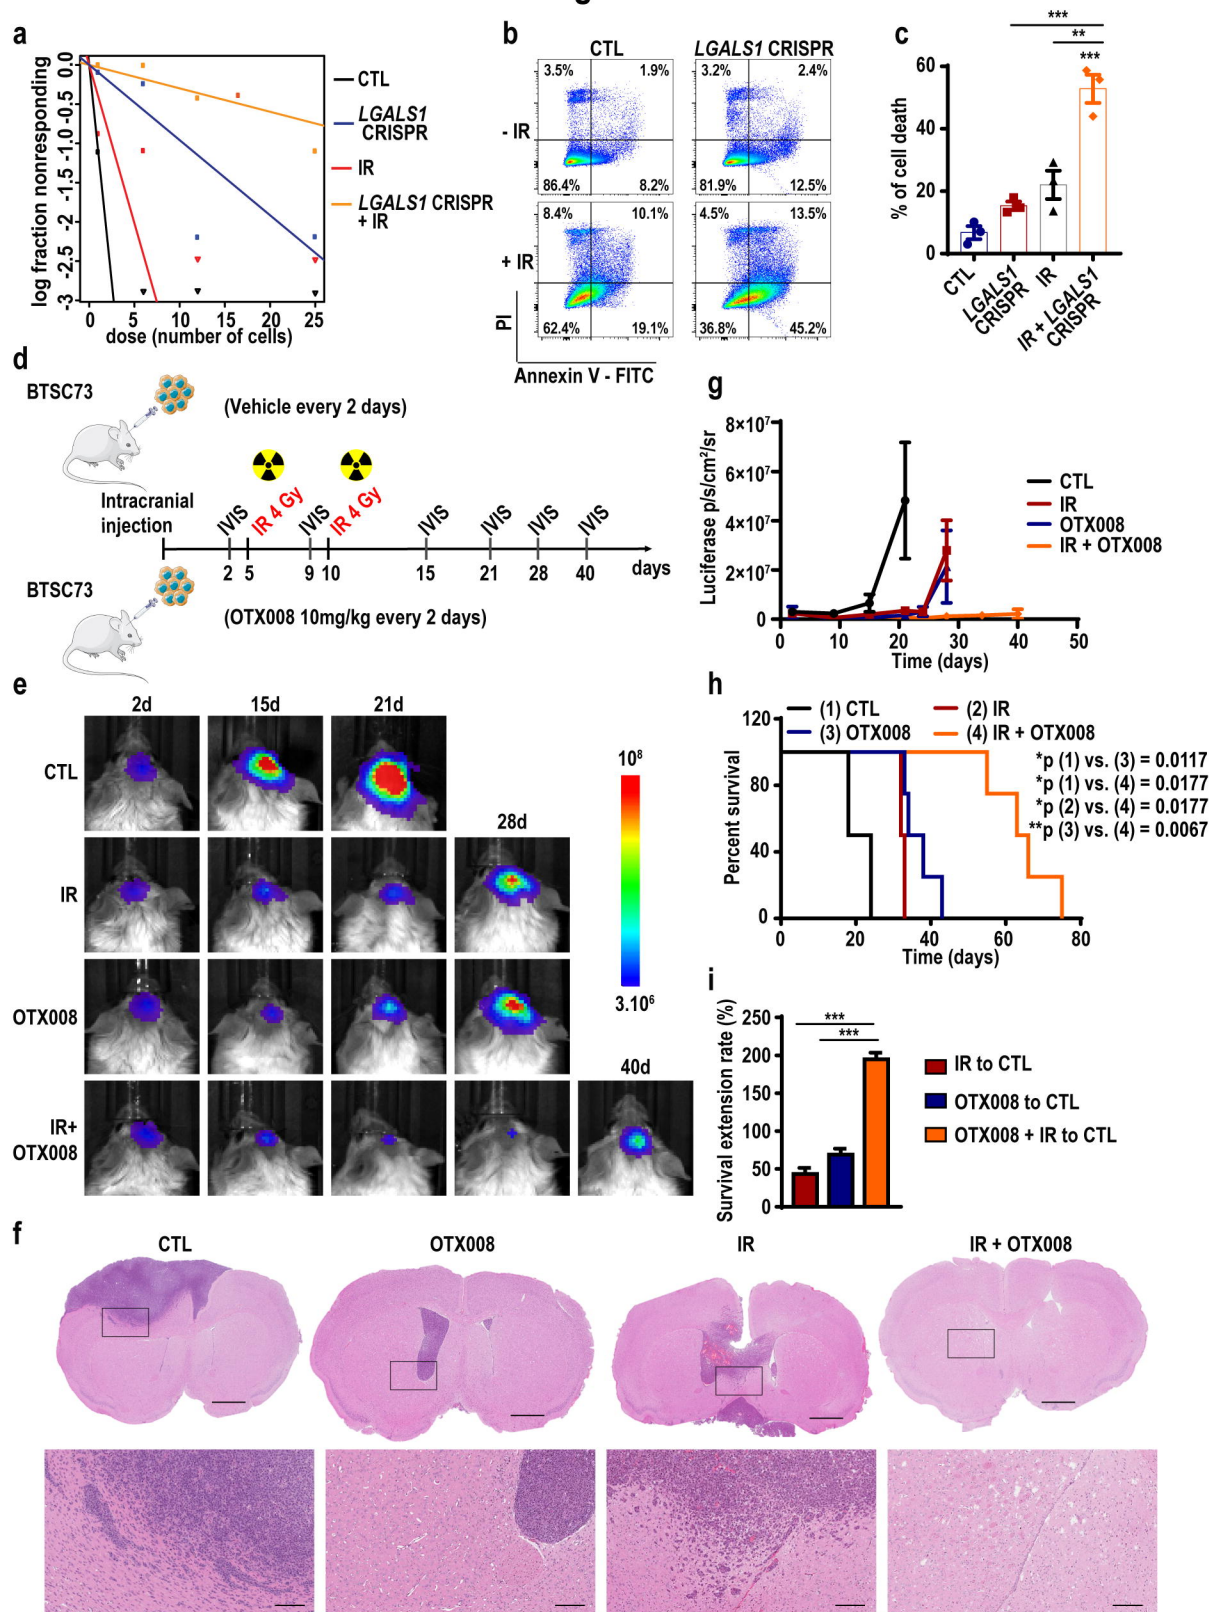 a
log fraction nonresponding
0.0
-0.5
-1.0
-1.5
-2
-2.5
-3
0
5
10
15
20
25
dose (number of cells)
CTL
LGALS1
CRISPR
IR
LGALS1 CRISPR
+ IR
b
CTL
LGALS1 CRISPR
- IR
3.5%
1.9%
86.4%
8.2%
3.2%
2.4%
81.9%
12.5%
+ IR
8.4%
10.1%
62.4%
19.1%
4.5%
13.5%
36.8%
45.2%
PI
Annexin V - FITC
c
***
**
***
% of cell death
60
40
20
0
CTL
LGALS1
CRISPR
IR
IR + LGALS1
CRISPR
d
BTSC73
(Vehicle every 2 days)
Intracranial
injection
IVIS
IR 4 Gy
IVIS
IR 4 Gy
IVIS
IVIS
IVIS
IVIS
2
5
9
10
15
21
28
40
days
BTSC73
(OTX008 10mg/kg every 2 days)
g
Luciferase p/s/cm²/sr
8×10⁷
6×10⁷
4×10⁷
2×10⁷
0
0
10
20
30
40
50
Time (days)
CTL
IR
OTX008
IR + OTX008
e
2d
15d
21d
28d
40d
CTL
IR
OTX008
IR+
OTX008
10⁸
3.10⁶
h
(1) CTL
(2) IR
(3) OTX008
(4) IR + OTX008
Percent survival
120
80
40
0
0
20
40
60
80
Time (days)
*p (1) vs. (3) = 0.0117
*p (1) vs. (4) = 0.0177
*p (2) vs. (4) = 0.0177
**p (3) vs. (4) = 0.0067
i
Survival extension rate (%)
250
200
150
100
50
0
***
***
IR to CTL
OTX008 to CTL
OTX008 + IR to CTL
f
CTL
OTX008
IR
IR + OTX008